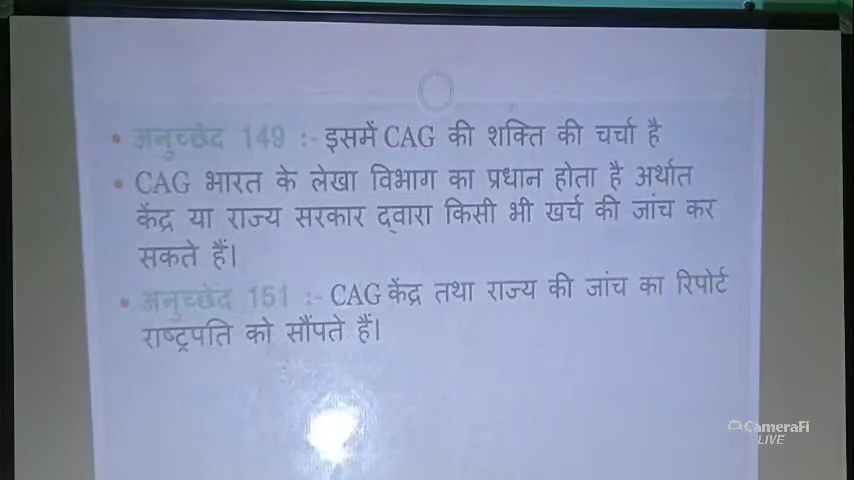 • अनुच्छेद 149 :- इसमें CAG की शक्ति की चर्चा है
• CAG भारत के लेखा विभाग का प्रधान होता है अर्थात
केंद्र या राज्य सरकार द्वारा किसी भी खर्च की जांच कर
सकते हैं।
• अनुच्छेद 151 :- CAG केंद्र तथा राज्य की जांच का रिपोर्ट
राष्ट्रपति को सौंपते हैं।
CameraFi
LIVE